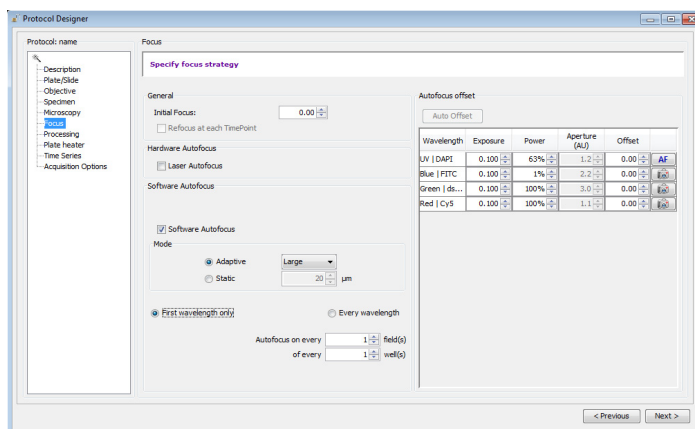 Protocol Designer
Protocol: name
Description
Plate/Slide
Objective
Specimen
Microscopy
Focus
Processing
Plate heater
Time Series
Acquisition Options
Focus
Specify focus strategy
General
Initial Focus: 0.00
Refocus at each TimePoint
Hardware Autofocus
Laser Autofocus
Software Autofocus
Software Autofocus
Mode
Adaptive Large
Static 20 µm
First wavelength only Every wavelength
Autofocus on every 1 field(s)
of every 1 well(s)
Autofocus offset
Auto Offset
Wavelength Exposure Power Aperture (AU) Offset
UV | DAPI 0.100 63% 1.2 0.00 AF
Blue | FITC 0.100 1% 2.2 0.00
Green | ds... 0.100 100% 3.0 0.00
Red | Cy5 0.100 100% 1.1 0.00
< Previous Next >